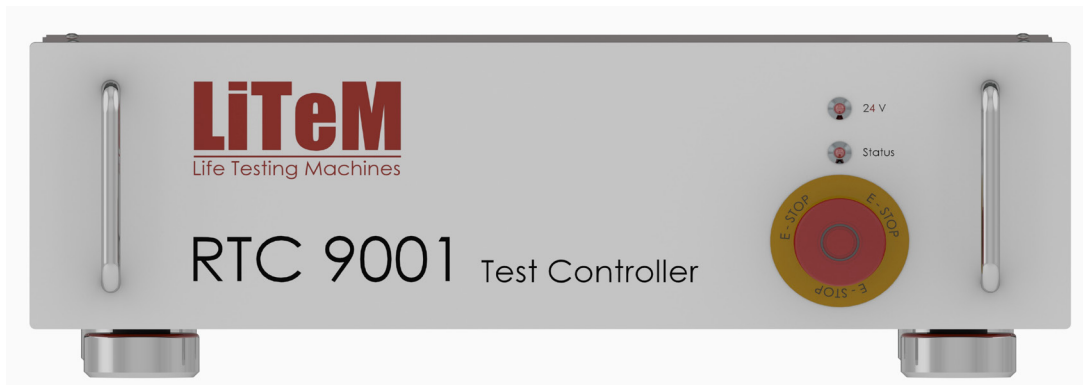 LiTeM
Life Testing Machines
24 V
Status
E - STOP
E - STOP
E - STOP
RTC 9001 Test Controller